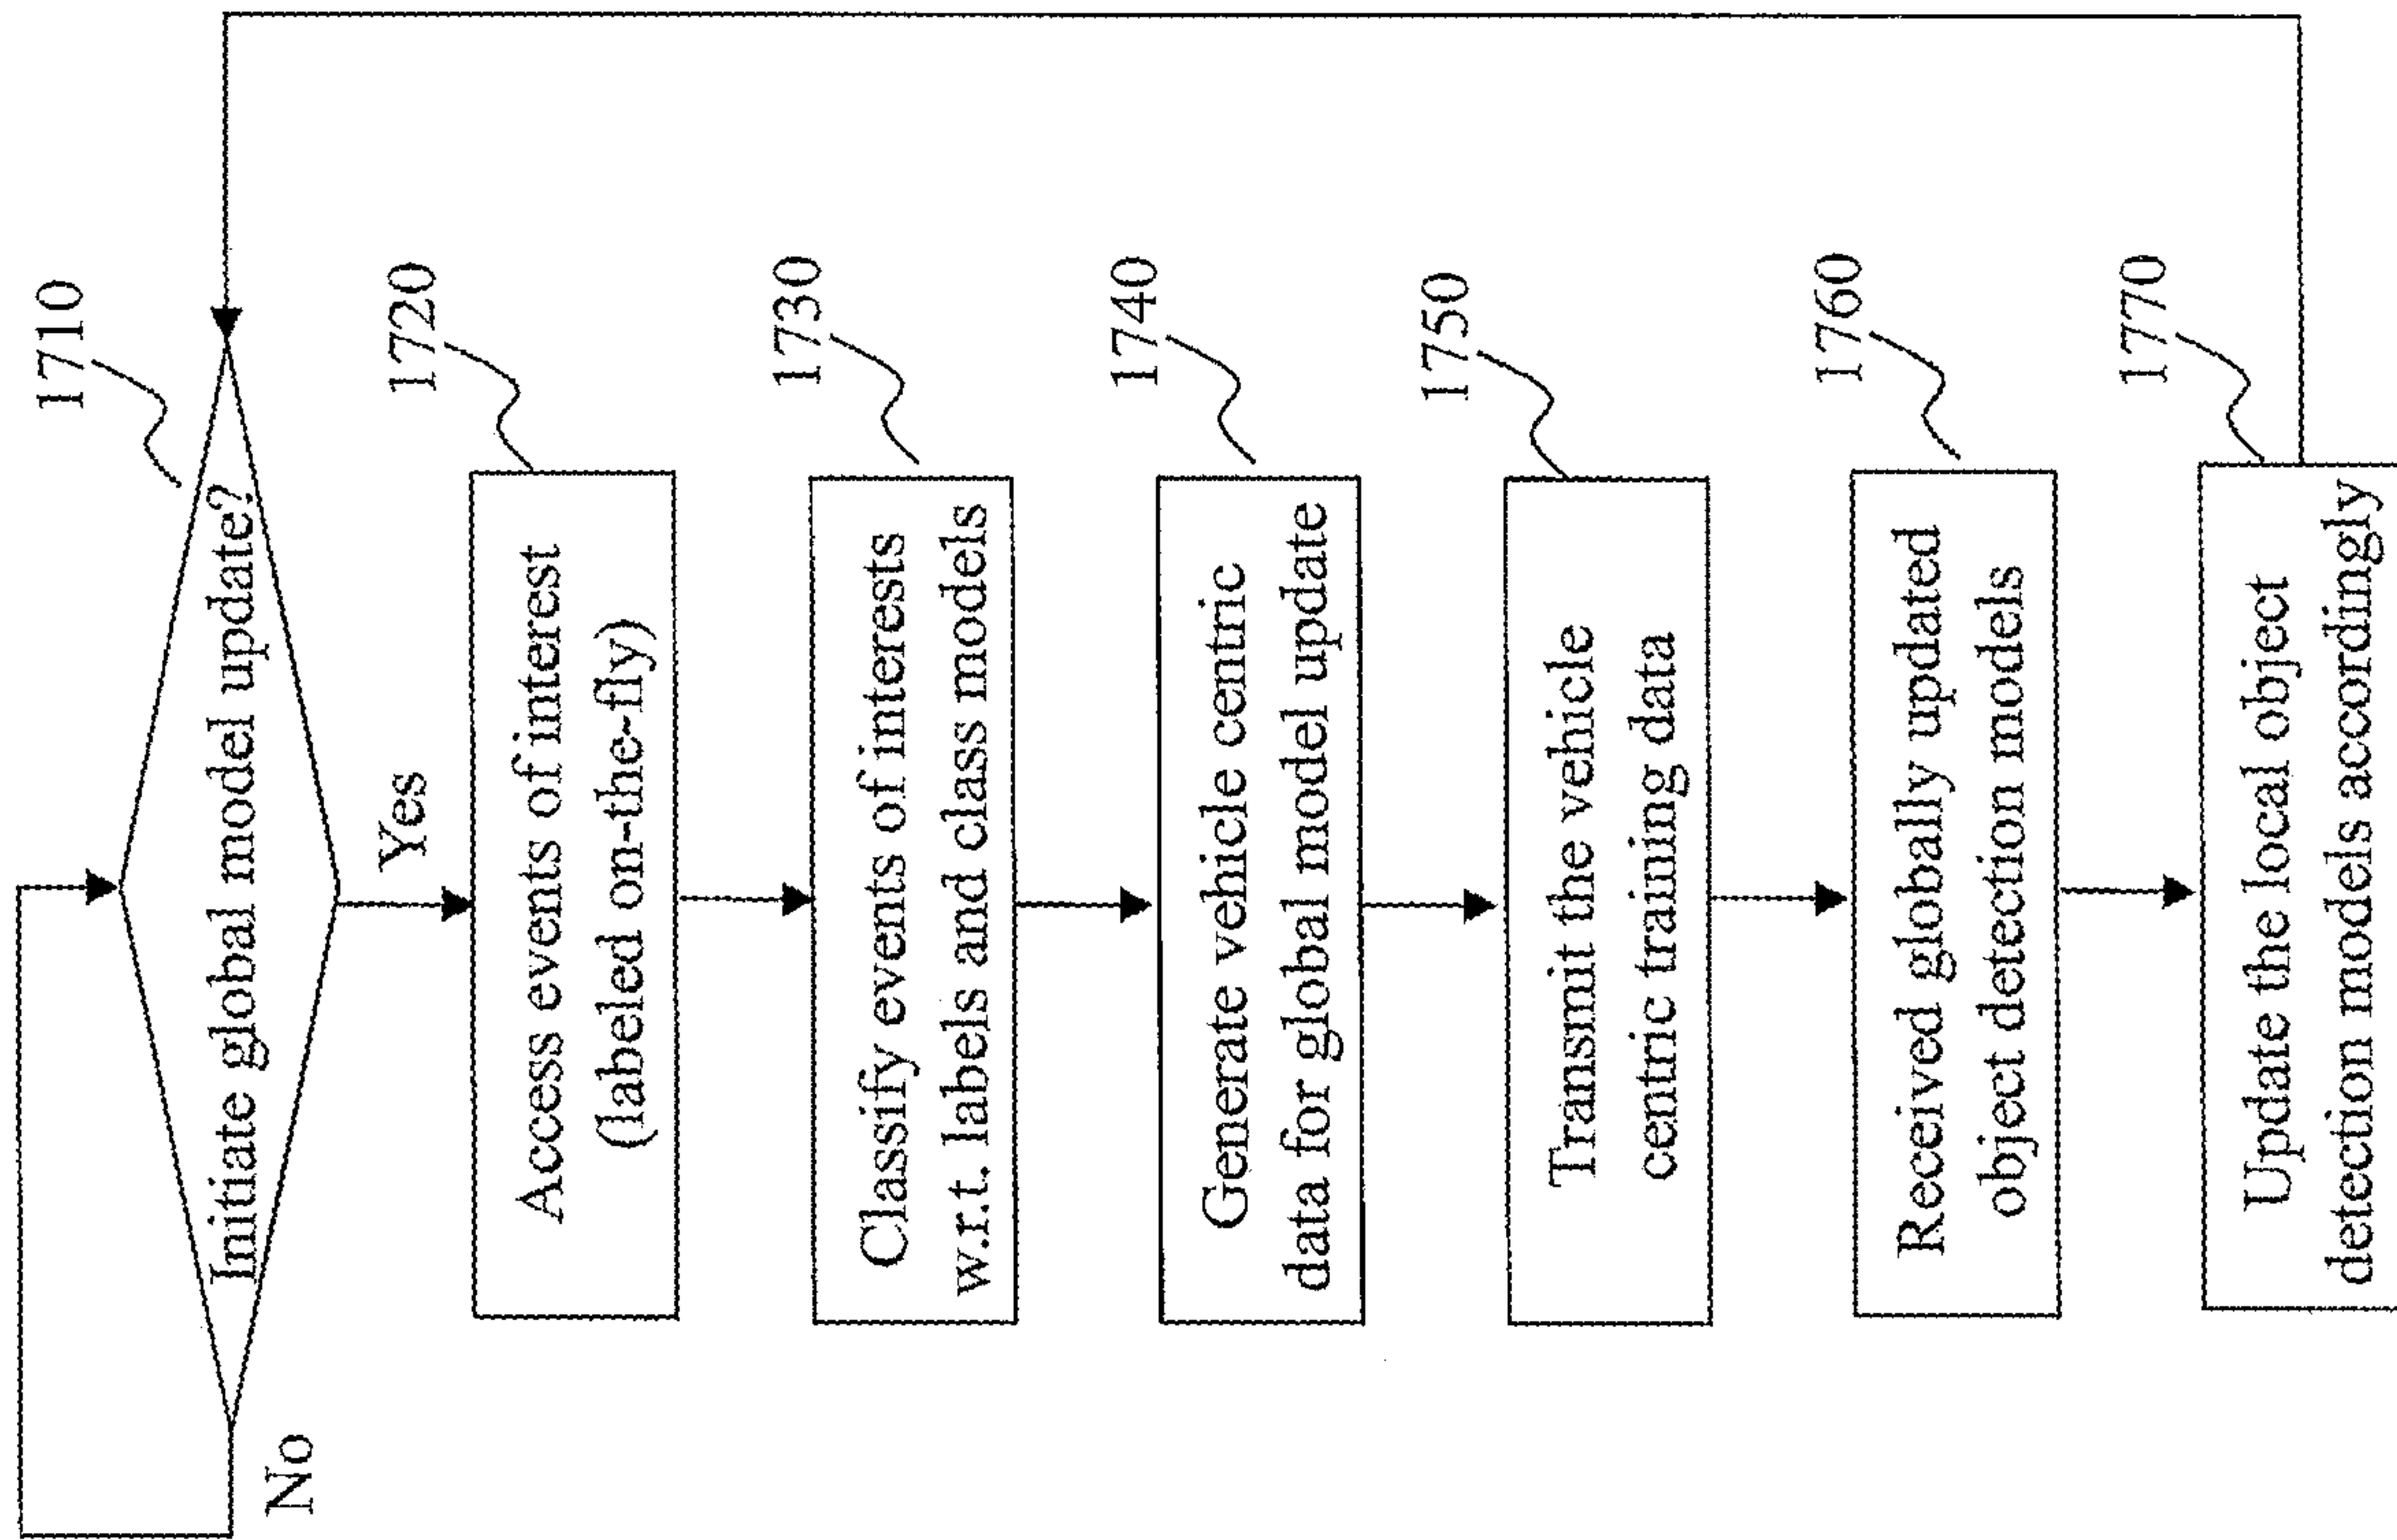 1710
Initiate global model update?
No
Yes
1720
Access events of interest
(labeled on-the-fly)
1730
Classify events of interests
w.r.t. labels and class models
1740
Generate vehicle centric
data for global model update
1750
Transmit the vehicle
centric training data
1760
Received globally updated
object detection models
1770
Update the local object
detection models accordingly